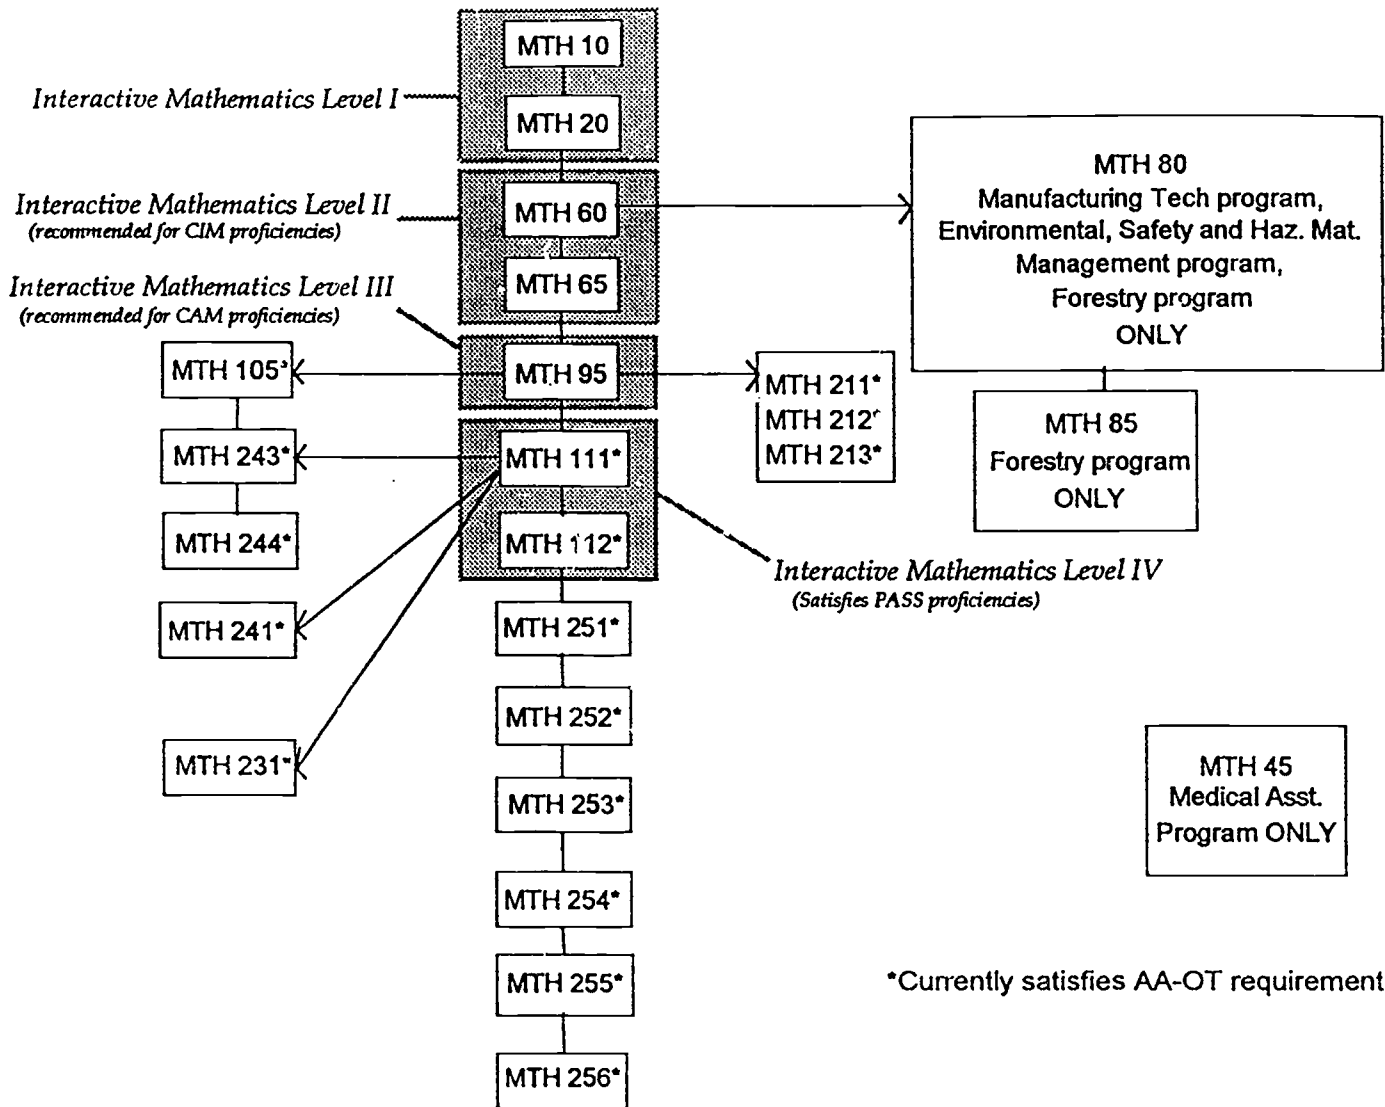 MTH 10
Interactive Mathematics Level I
MTH 20
MTH 80
Manufacturing Tech program,
Environmental, Safety and Haz. Mat.
Management program,
Forestry program
ONLY
Interactive Mathematics Level II
(recommended for CIM proficiencies)
MTH 60
MTH 65
Interactive Mathematics Level III
(recommended for CAM proficiencies)
MTH 105*
MTH 95
MTH 211*
MTH 212*
MTH 213*
MTH 85
Forestry program
ONLY
MTH 243*
MTH 111*
MTH 244*
MTH 112*
Interactive Mathematics Level IV
(Satisfies PASS proficiencies)
MTH 241*
MTH 251*
MTH 252*
MTH 231*
MTH 45
Medical Asst.
Program ONLY
MTH 253*
MTH 254*
MTH 255*
*Currently satisfies AA-OT requirement
MTH 256*